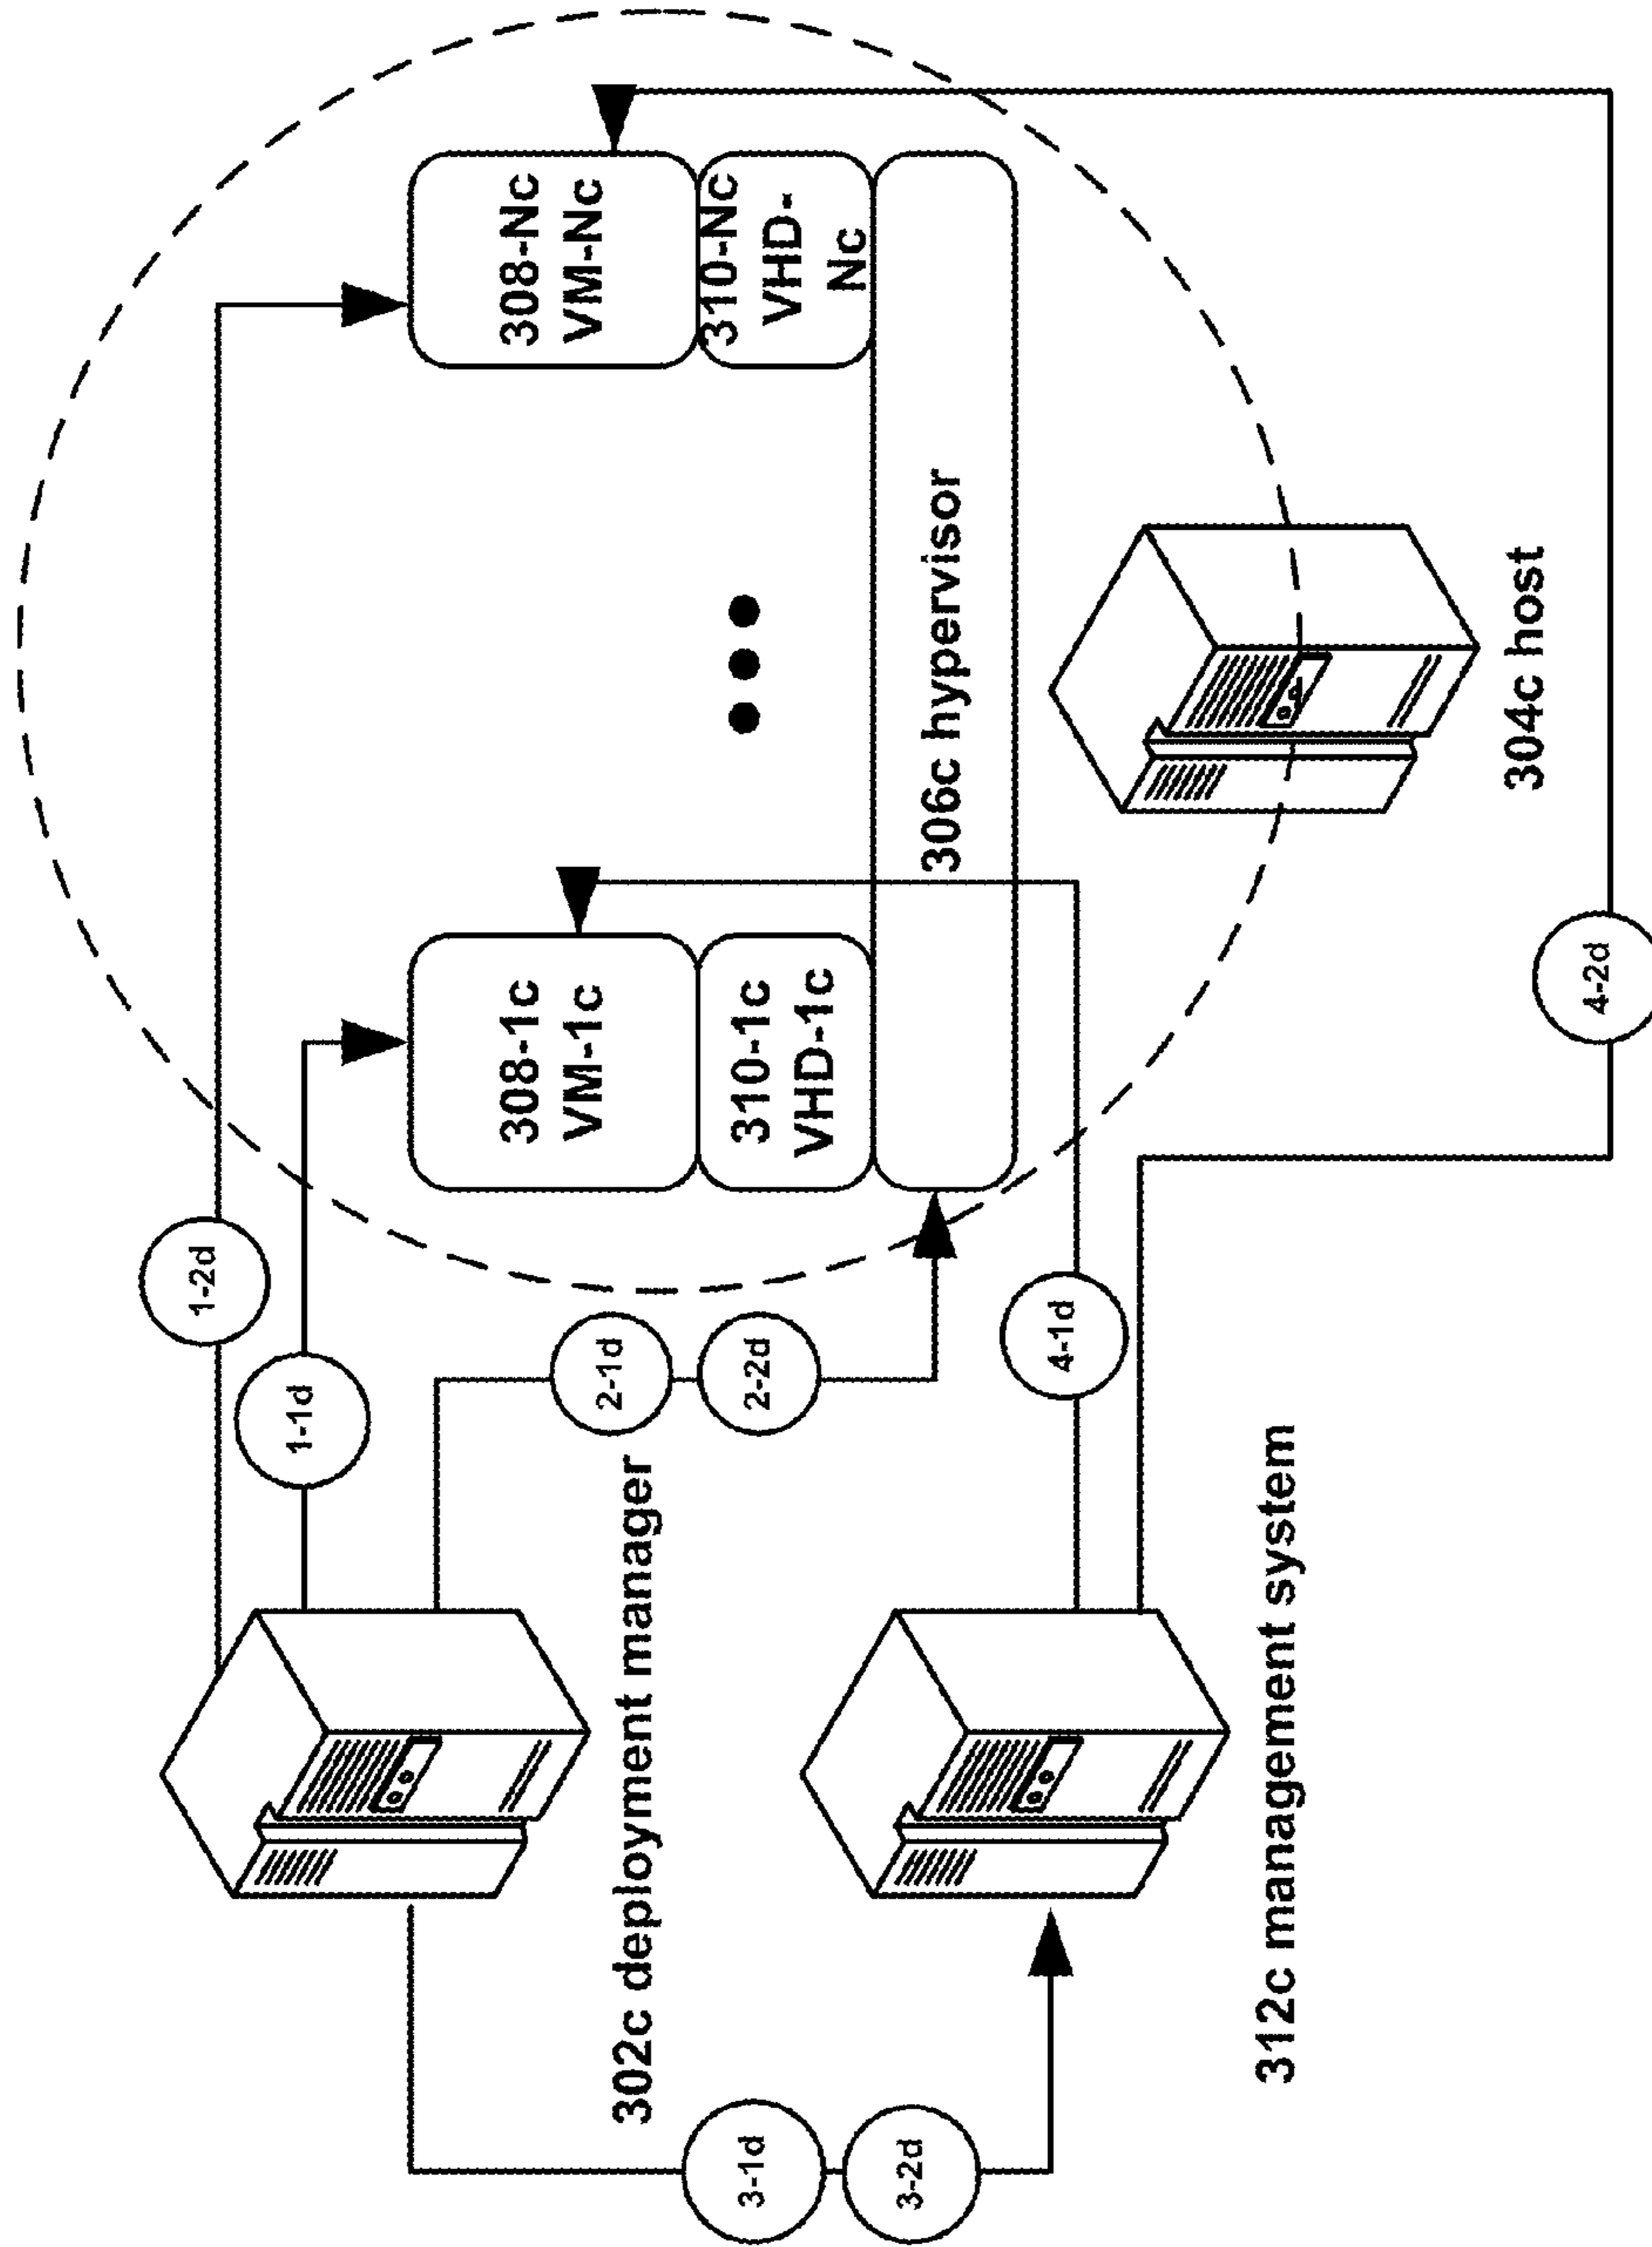 1-2d
1-1d
308-1c
VM-1c
308-Nc
VM-Nc
310-1c
VHD-1c
310-Nc
VHD-
Nc
2-1d
2-2d
306c hypervisor
302c deployment manager
3-1d
3-2d
4-1d
304c host
4-2d
312c management system